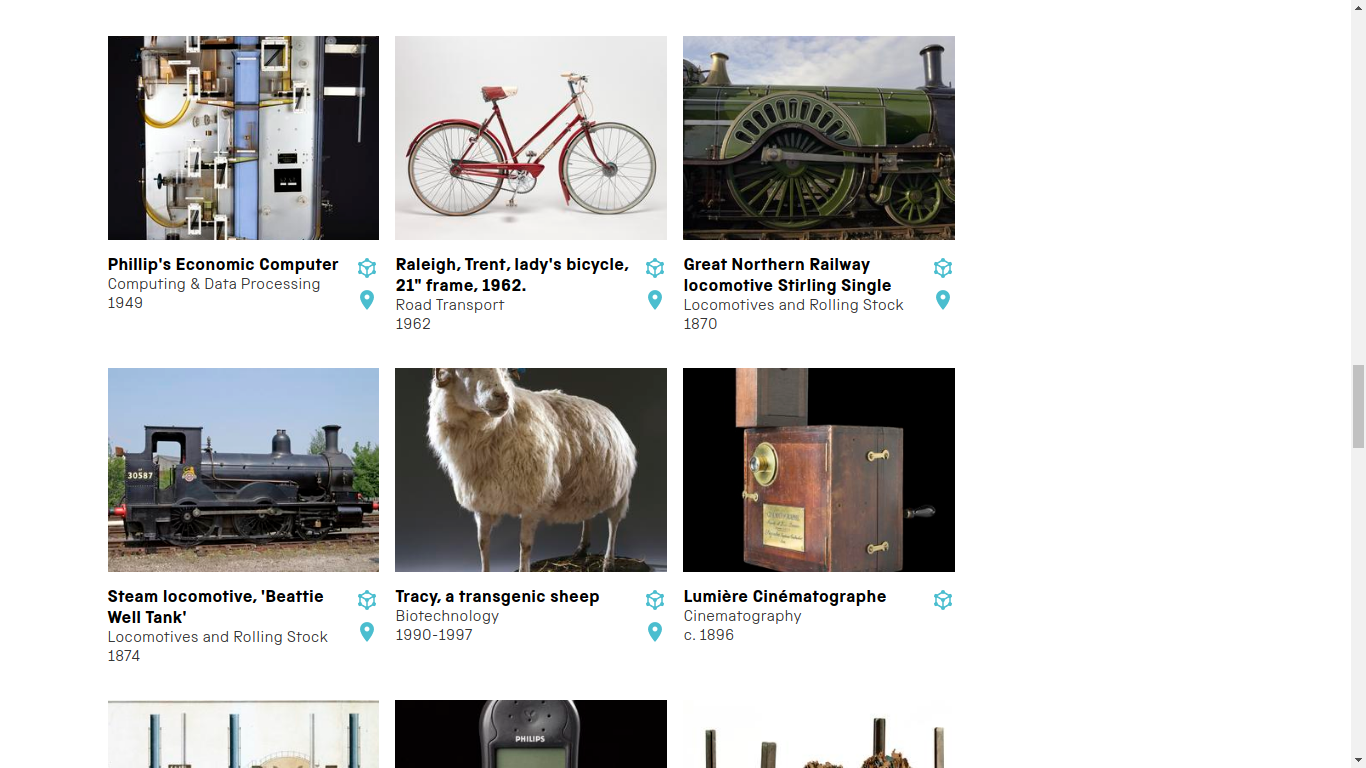 Phillip's Economic Computer
Computing & Data Processing
1949
Raleigh, Trent, lady's bicycle,
21" frame, 1962.
Road Transport
1962
Great Northern Railway
locomotive Stirling Single
Locomotives and Rolling Stock
1870
30587
Steam locomotive, 'Beattie
Well Tank'
Locomotives and Rolling Stock
1874
Tracy, a transgenic sheep
Biotechnology
1990-1997
Lumière Cinématographe
Cinematography
c. 1896
PHILIPS